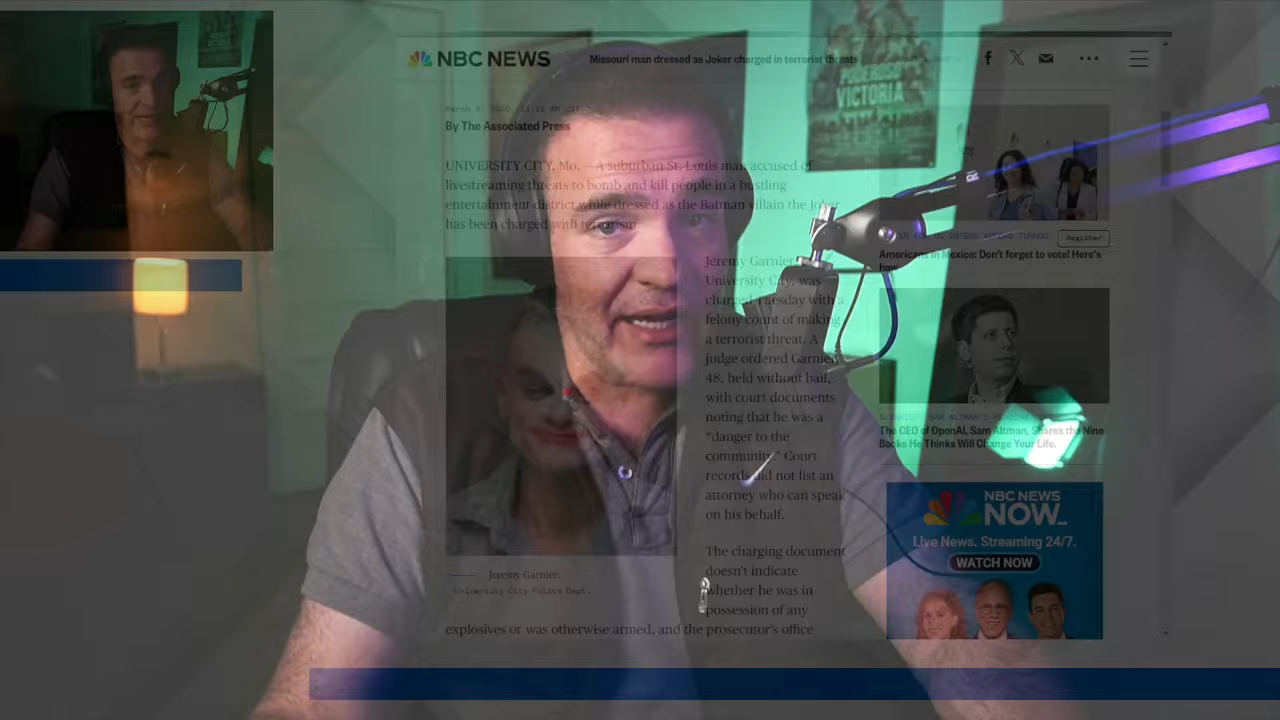 NBC NEWS
Missouri man dressed as Joker charged in terrorist threats
By The Associated Press
UNIVERSITY CITY, Mo. — A suburban St. Louis man accused of
livestreaming threats to bomb and kill people in a bustling
entertainment district while dressed as the Batman villain the Joker
has been charged with terrorism.
Jeremy Garnier,
University City, was
charged Tuesday with a
felony count of making
a terrorist threat. A
judge ordered Garnier,
48, held without bail,
with court documents
noting that he was a
“danger to the
community.” Court
records did not list an
attorney who can speak
on his behalf.
The charging document
doesn't indicate
whether he was in
possession of any
explosives or was otherwise armed, and the prosecutor's office
Jeremy Garnier.
University City Police Dept.
VICTORIA
Register
Americans in Mexico: Don't forget to vote! Here's
how
The CEO of OpenAI, Sam Altman, Shares the Nine
Books He Thinks Will Change Your Life.
NBC NEWS
NOW
Live News. Streaming 24/7.
WATCH NOW